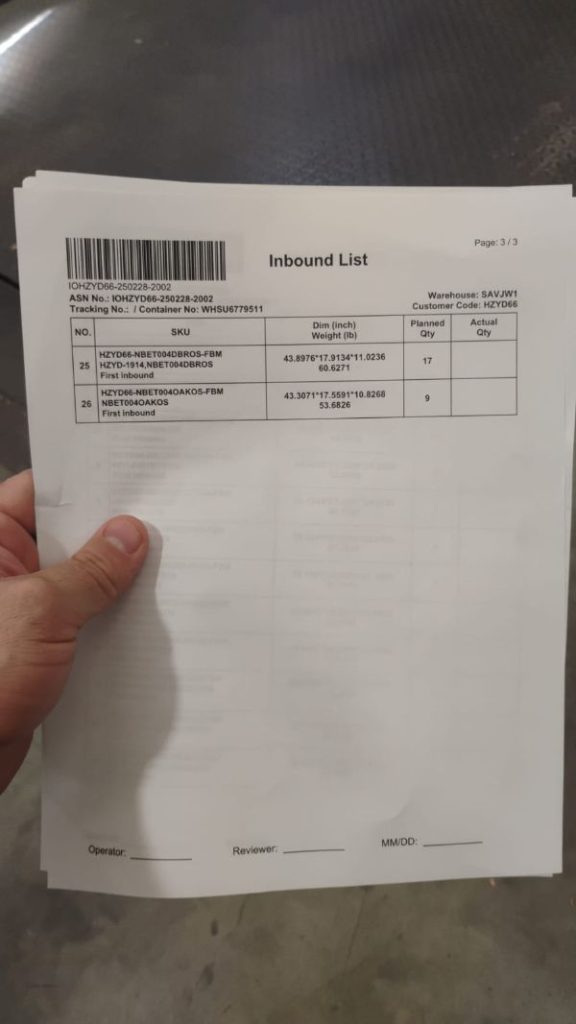 Page: 3 / 3
Inbound List
IOHZYD66-250228-2002
ASN No.: IOHZYD66-250228-2002
Warehouse: SAVJW1
Tracking No.: / Container No: WHSU6779511
Customer Code: HZYD66
NO. SKU Dim (inch) Weight (lb) Planned Qty Actual Qty
25 HZYD66-NBET004DBROS-FBM 43.8976*17.9134*11.0236 17
HZYD-1914,NBET004DBROS 60.6271
First inbound
26 HZYD66-NBET004OAKOS-FBM 43.3071*17.5591*10.8268 9
NBET004OAKOS 53.6826
First inbound
Operator: Reviewer: MM/DD: